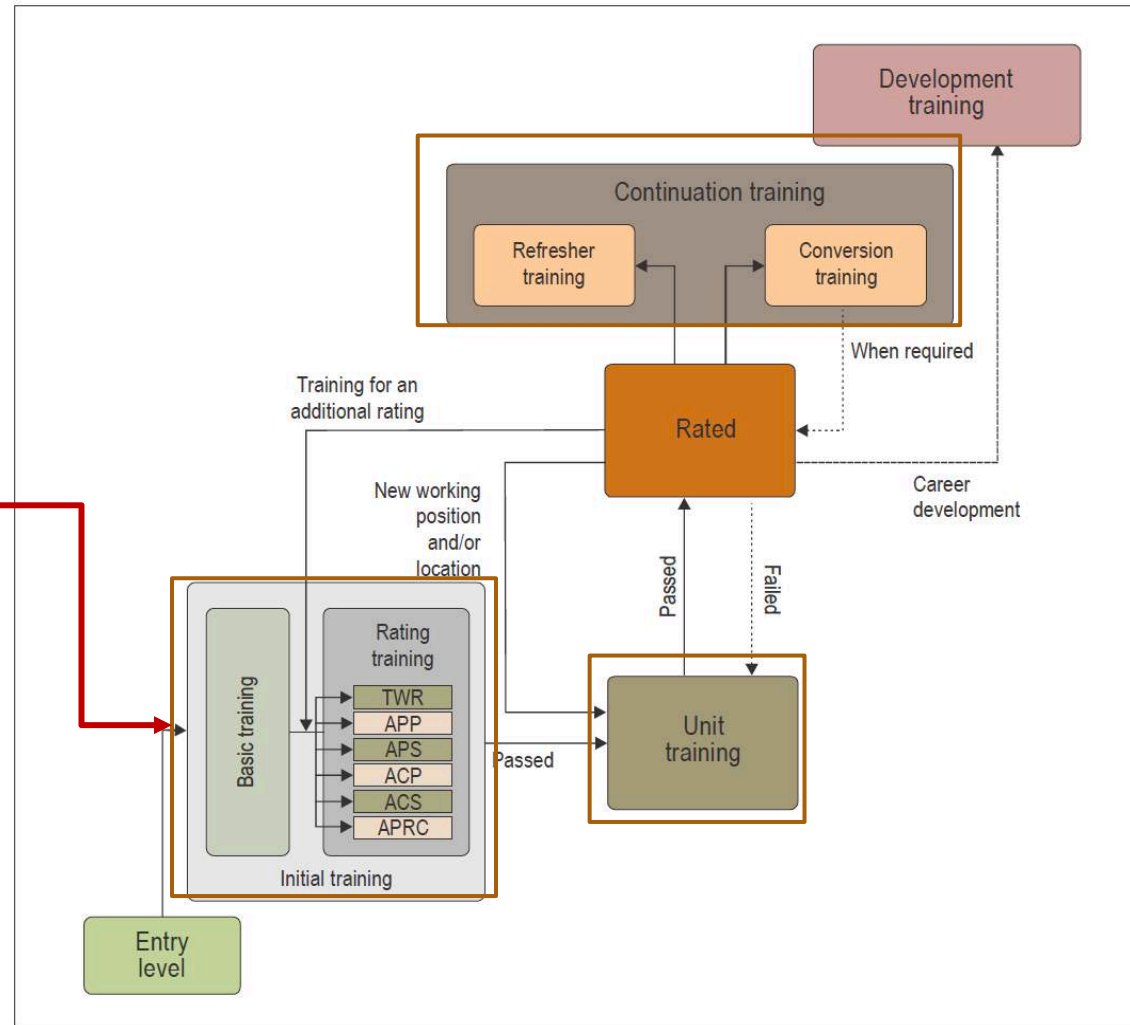 Development
training
Continuation training
Refresher
training
Conversion
training
When required
Training for an
additional rating
Rated
New working
position
and/or
location
Career
development
Passed
Failed
Rating
training
TWR
APP
APS
ACP
ACS
APRC
Basic training
Initial training
Passed
Unit
training
Entry
level